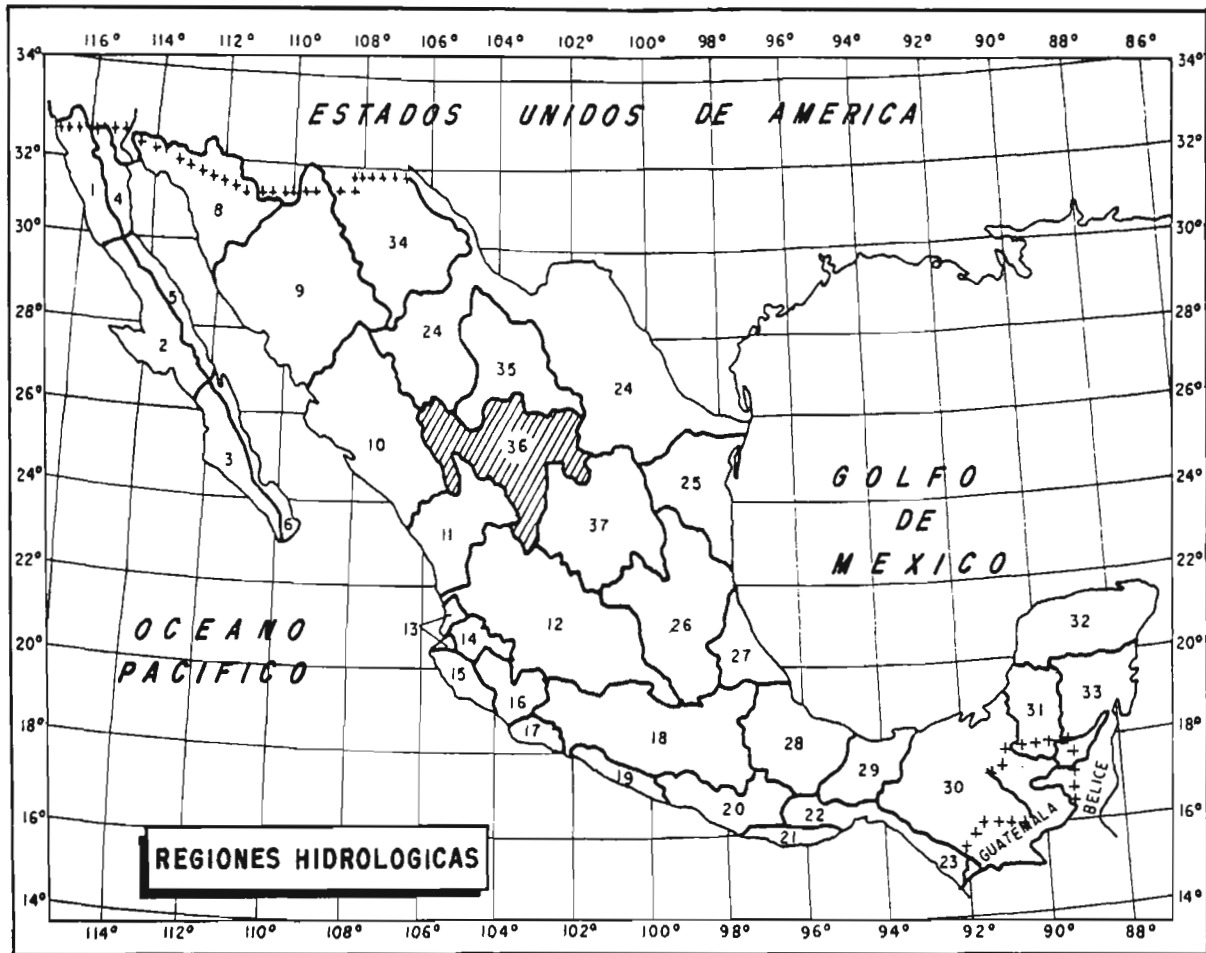 116° 114° 112° 110° 108° 106° 104° 102° 100° 98° 96° 94° 92° 90° 88° 86°
34° 34°
ESTADOS UNIDOS DE AMERICA
32° 32°
1 4 8
30° 30°
34
9
5
28° 28°
2 24 35
26° 24 26°
10 36
3 25
24° GOLFO 24°
DE
6 11 37
22° MEXICO 22°
OCEANO 13 12 26 32
20° 14 20°
PACIFICO 15 27
16 31 33
18° 17 18 28 18°
19 29 30
20 22 BELICE
16° 21 GUATEMALA 16°
REGIONES HIDROLOGICAS 23
14° 14°
114° 112° 110° 108° 106° 104° 102° 100° 98° 96° 94° 92° 90° 88°